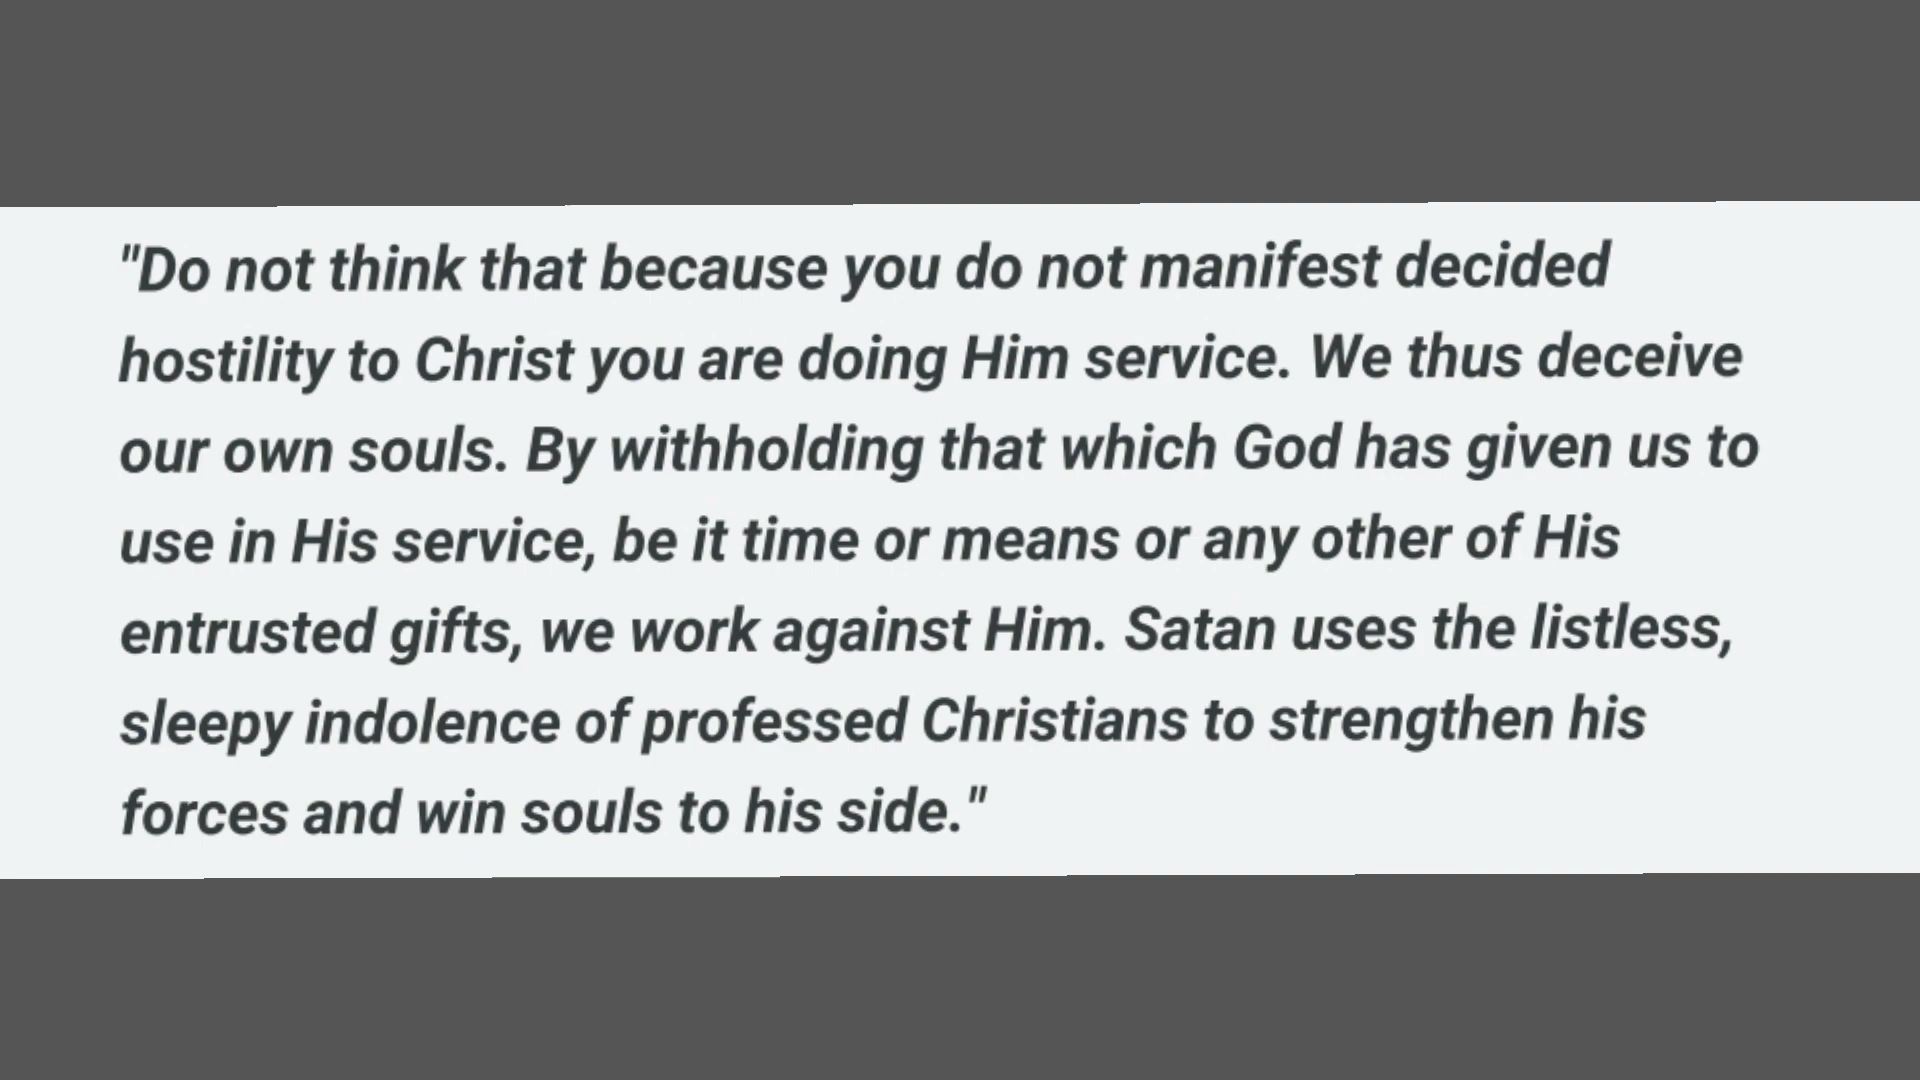 "Do not think that because you do not manifest decided
hostility to Christ you are doing Him service. We thus deceive
our own souls. By withholding that which God has given us to
use in His service, be it time or means or any other of His
entrusted gifts, we work against Him. Satan uses the listless,
sleepy indolence of professed Christians to strengthen his
forces and win souls to his side."